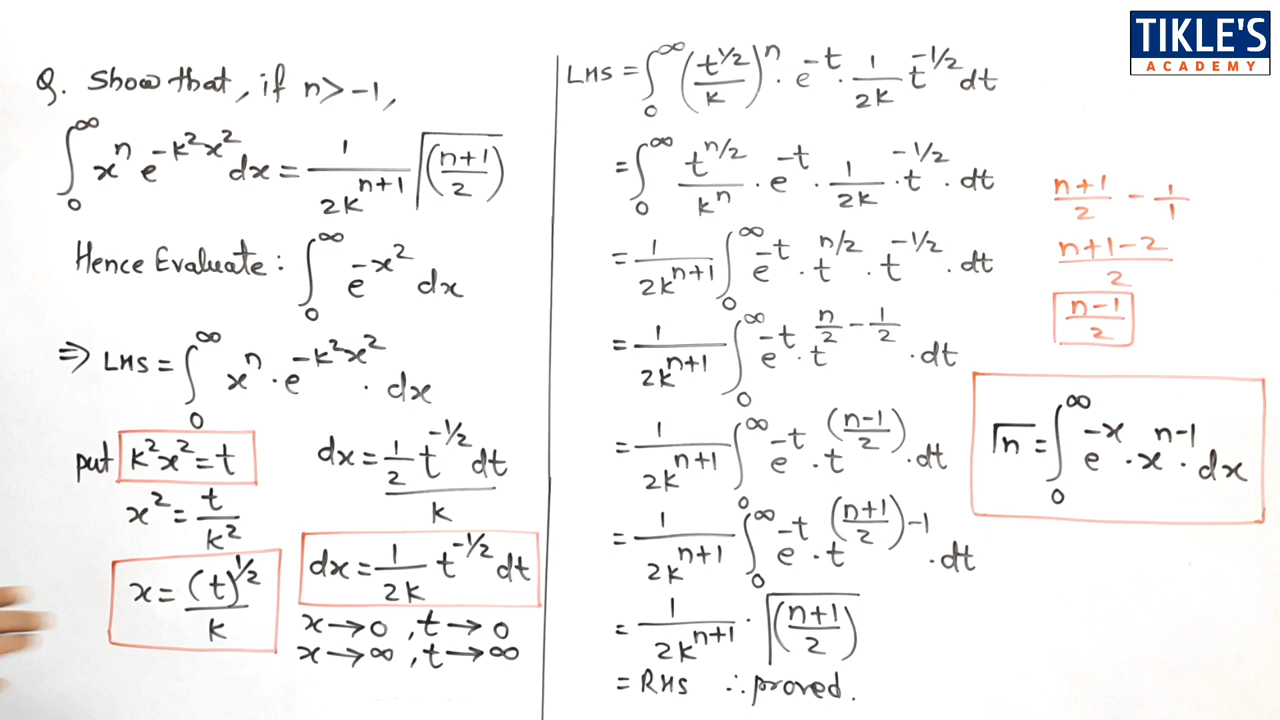 Q. Show that, if n > -1,
∫₀^∞ xⁿ e^(-k²x²) dx = 1/(2k^(n+1)) Γ((n+1)/2)
Hence Evaluate : ∫₀^∞ e^(-x²) dx
⇒ LHS = ∫₀^∞ xⁿ · e^(-k²x²) · dx
put k²x² = t
x² = t/k²
x = (t)^(1/2)/k
dx = (1/2 t^(-1/2) dt)/k
dx = 1/(2k) t^(-1/2) dt
x → 0 , t → 0
x → ∞ , t → ∞
LHS = ∫₀^∞ (t^(1/2)/k)ⁿ · e^(-t) · 1/(2k) t^(-1/2) dt
= ∫₀^∞ t^(n/2)/kⁿ · e^(-t) · 1/(2k) · t^(-1/2) · dt
= 1/(2k^(n+1)) ∫₀^∞ e^(-t) · t^(n/2) · t^(-1/2) · dt
= 1/(2k^(n+1)) ∫₀^∞ e^(-t) · t^(n/2 - 1/2) · dt
= 1/(2k^(n+1)) ∫₀^∞ e^(-t) · t^((n-1)/2) · dt
= 1/(2k^(n+1)) ∫₀^∞ e^(-t) · t^((n+1)/2 - 1) · dt
= 1/(2k^(n+1)) · Γ((n+1)/2)
= RHS ∴ proved.
TIKLE'S
ACADEMY
(n+1)/2 - 1/1
(n+1-2)/2
(n-1)/2
Γn = ∫₀^∞ e^(-x) · x^(n-1) · dx